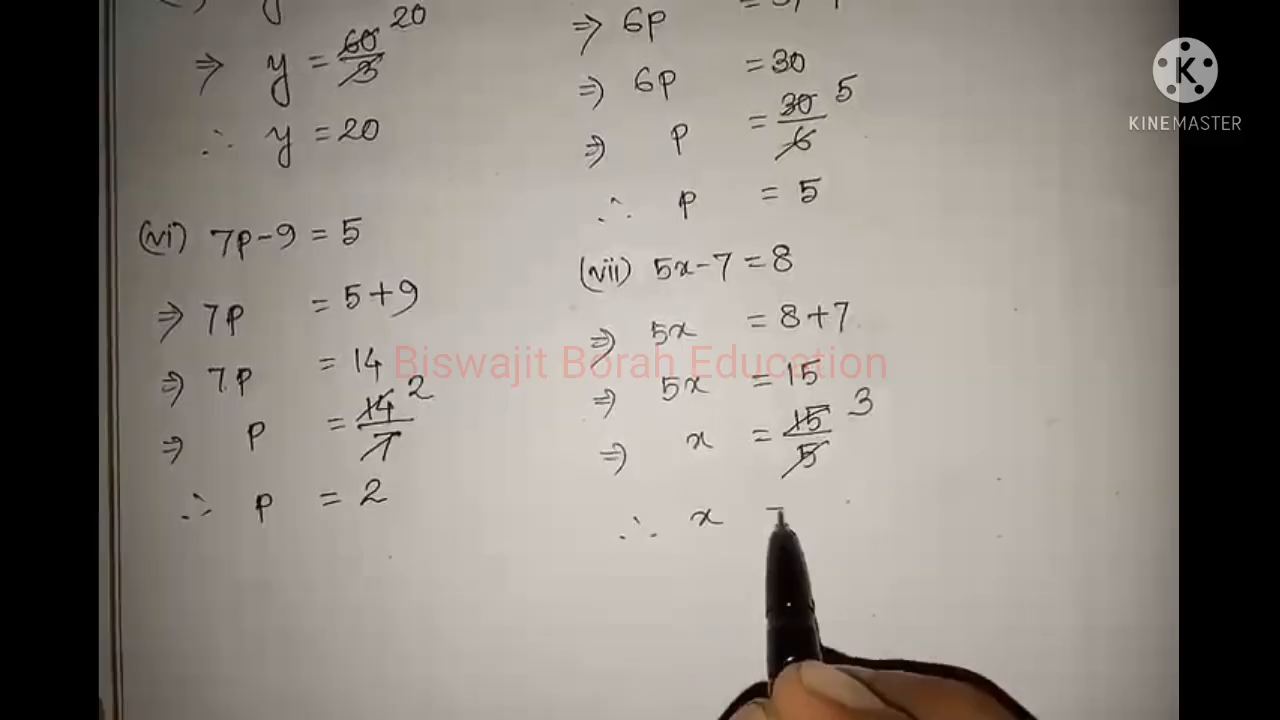 20
⇒ y = 60/3
∴ y = 20
(vi) 7p-9 = 5
⇒ 7p = 5+9
⇒ 7p = 14
⇒ p = 14/7 2
∴ p = 2
⇒ 6p
⇒ 6p = 30
⇒ p = 30/6 5
∴ p = 5
(vii) 5x-7 = 8
⇒ 5x = 8+7
⇒ 5x = 15
⇒ x = 15/5 3
∴ x
Biswajit Borah Education
K
KINEMASTER